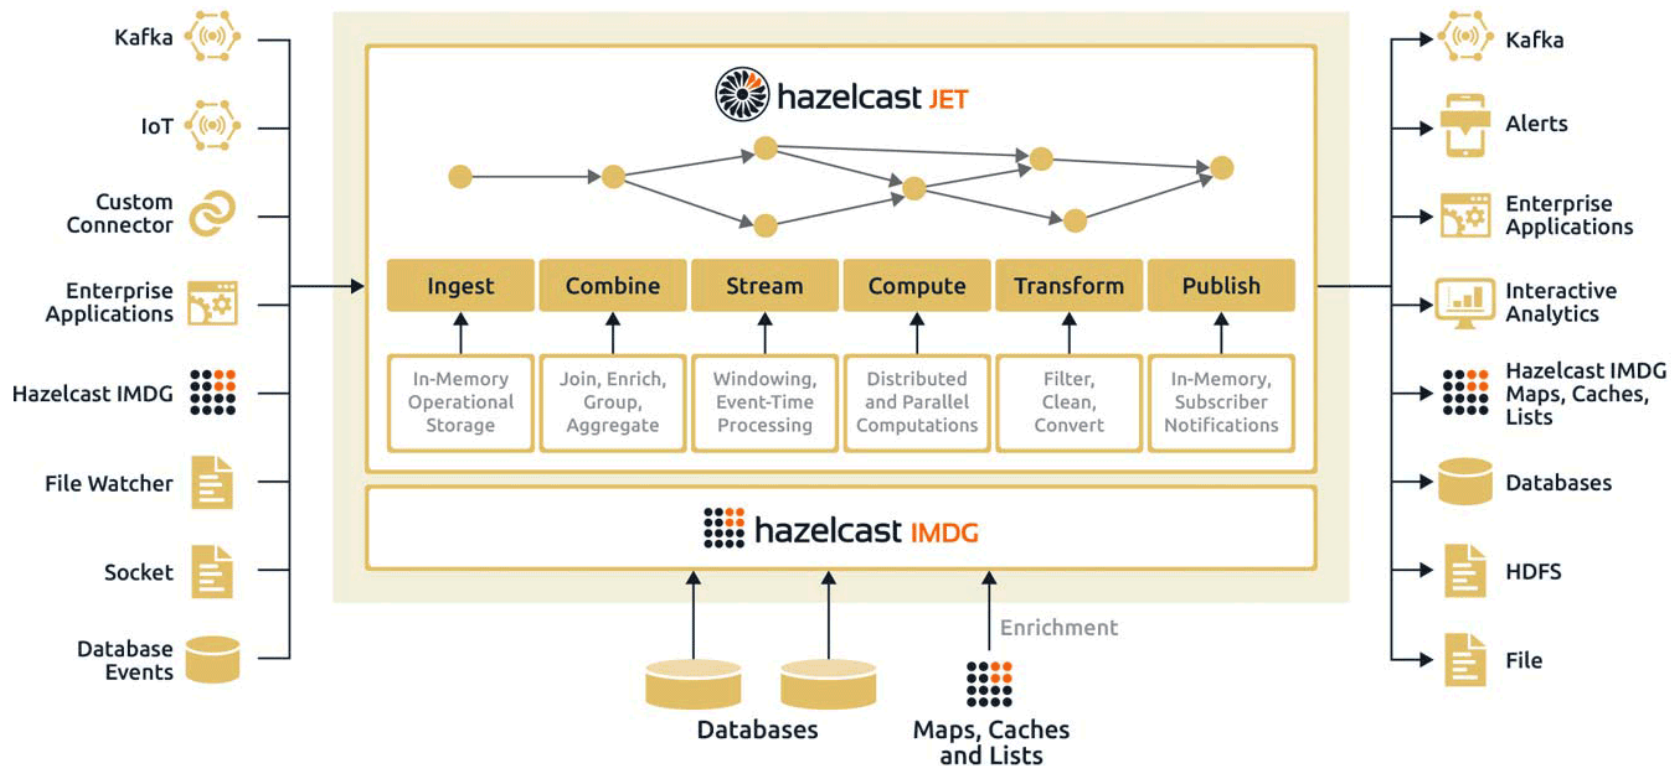 Kafka
IoT
Custom
Connector
Enterprise
Applications
Hazelcast IMDG
File Watcher
Socket
Database
Events
hazelcast JET
Ingest
Combine
Stream
Compute
Transform
Publish
In-Memory
Operational
Storage
Join, Enrich,
Group,
Aggregate
Windowing,
Event-Time
Processing
Distributed
and Parallel
Computations
Filter,
Clean,
Convert
In-Memory,
Subscriber
Notifications
hazelcast IMDG
Enrichment
Databases
Maps, Caches
and Lists
Kafka
Alerts
Enterprise
Applications
Interactive
Analytics
Hazelcast IMDG
Maps, Caches,
Lists
Databases
HDFS
File